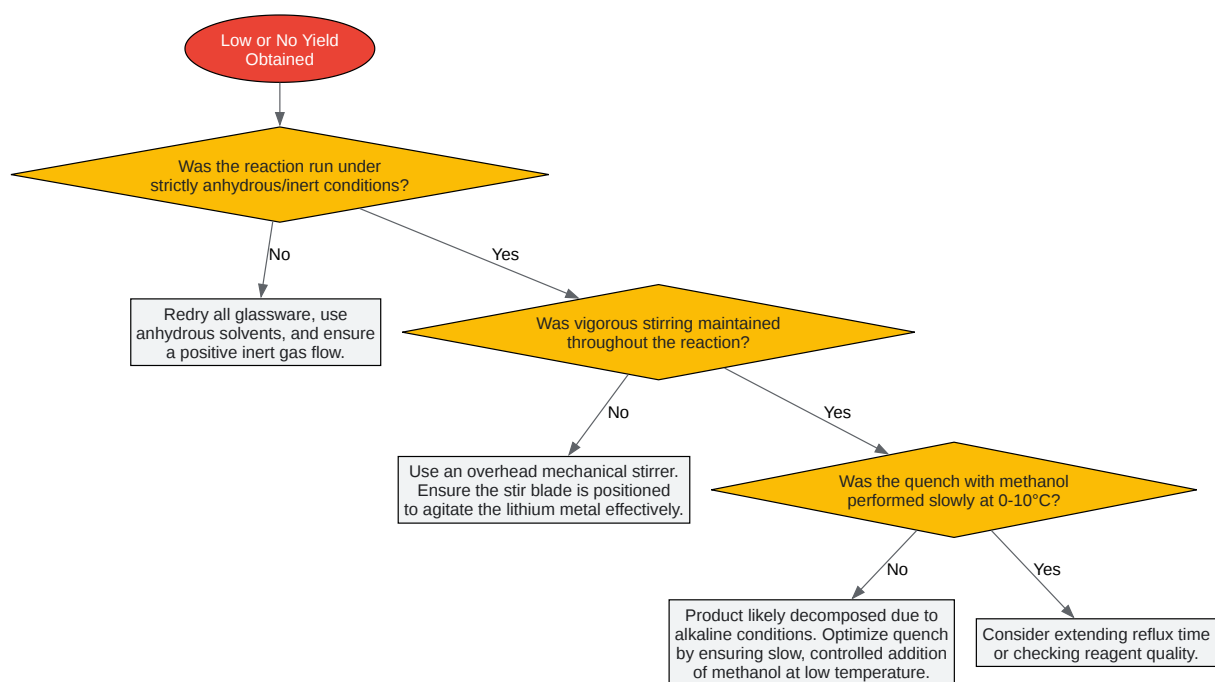 Low or No Yield
Obtained
Was the reaction run under
strictly anhydrous/inert conditions?
No
Yes
Redry all glassware, use
anhydrous solvents, and ensure
a positive inert gas flow.
Was vigorous stirring maintained
throughout the reaction?
No
Yes
Use an overhead mechanical stirrer.
Ensure the stir blade is positioned
to agitate the lithium metal effectively.
Was the quench with methanol
performed slowly at 0-10°C?
No
Yes
Product likely decomposed due to
alkaline conditions. Optimize quench
by ensuring slow, controlled addition
of methanol at low temperature.
Consider extending reflux time
or checking reagent quality.